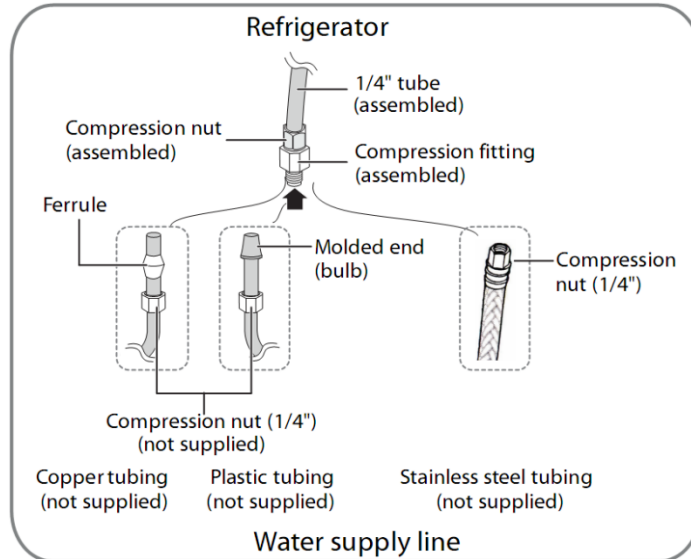 Refrigerator
1/4" tube
(assembled)
Compression nut
(assembled)
Compression fitting
(assembled)
Ferrule
Molded end
(bulb)
Compression
nut (1/4")
Compression nut (1/4")
(not supplied)
Copper tubing
(not supplied)
Plastic tubing
(not supplied)
Stainless steel tubing
(not supplied)
Water supply line